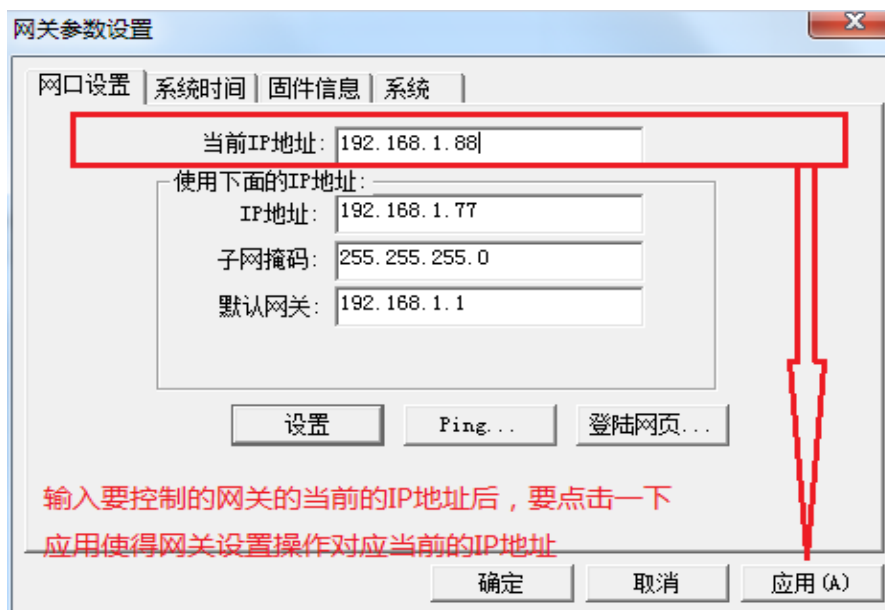 网关参数设置
网口设置 系统时间 固件信息 系统
当前IP地址: 192.168.1.88
使用下面的IP地址:
IP地址: 192.168.1.77
子网掩码: 255.255.255.0
默认网关: 192.168.1.1
设置 Ping... 登陆网页...
输入要控制的网关的当前的IP地址后，要点击一下
应用使得网关设置操作对应当前的IP地址
确定 取消 应用(A)